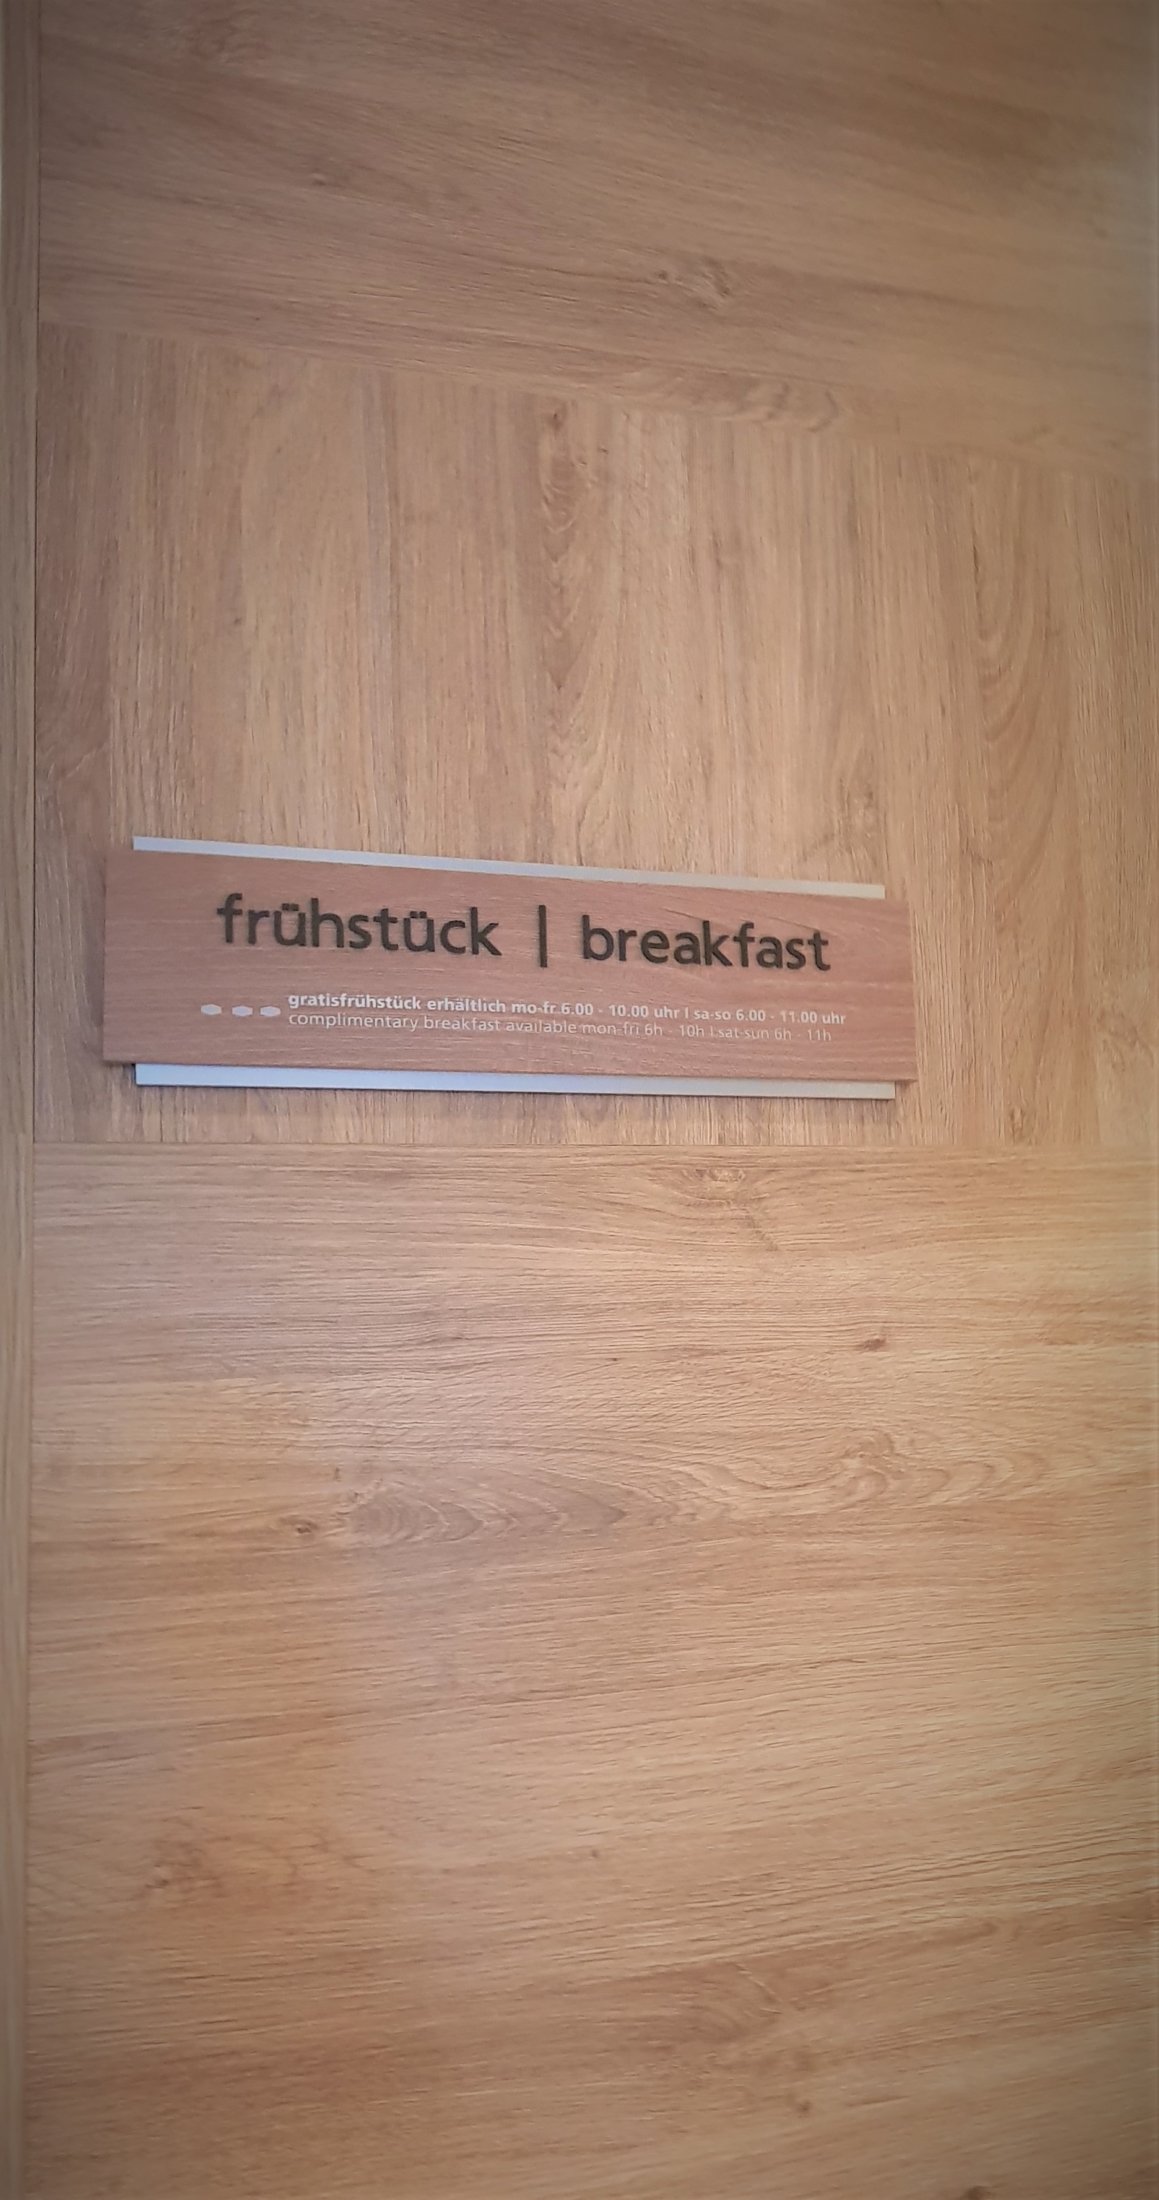 frühstück | breakfast
gratisfrühstück erhältlich mo-fr 6.00 - 10.00 uhr | sa-so 6.00 - 11.00 uhr
complimentary breakfast available mon-fri 6h - 10h | sat-sun 6h - 11h